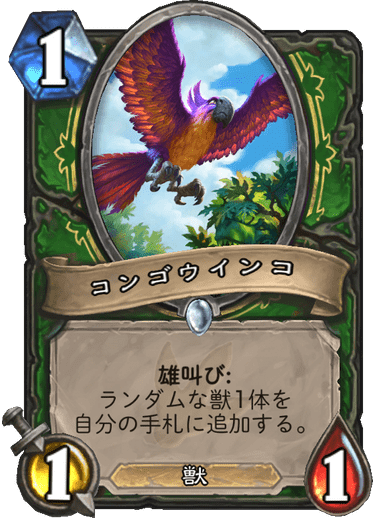 1
コンゴウインコ
雄叫び:
ランダムな獣1体を
自分の手札に追加する。
1
獣
1